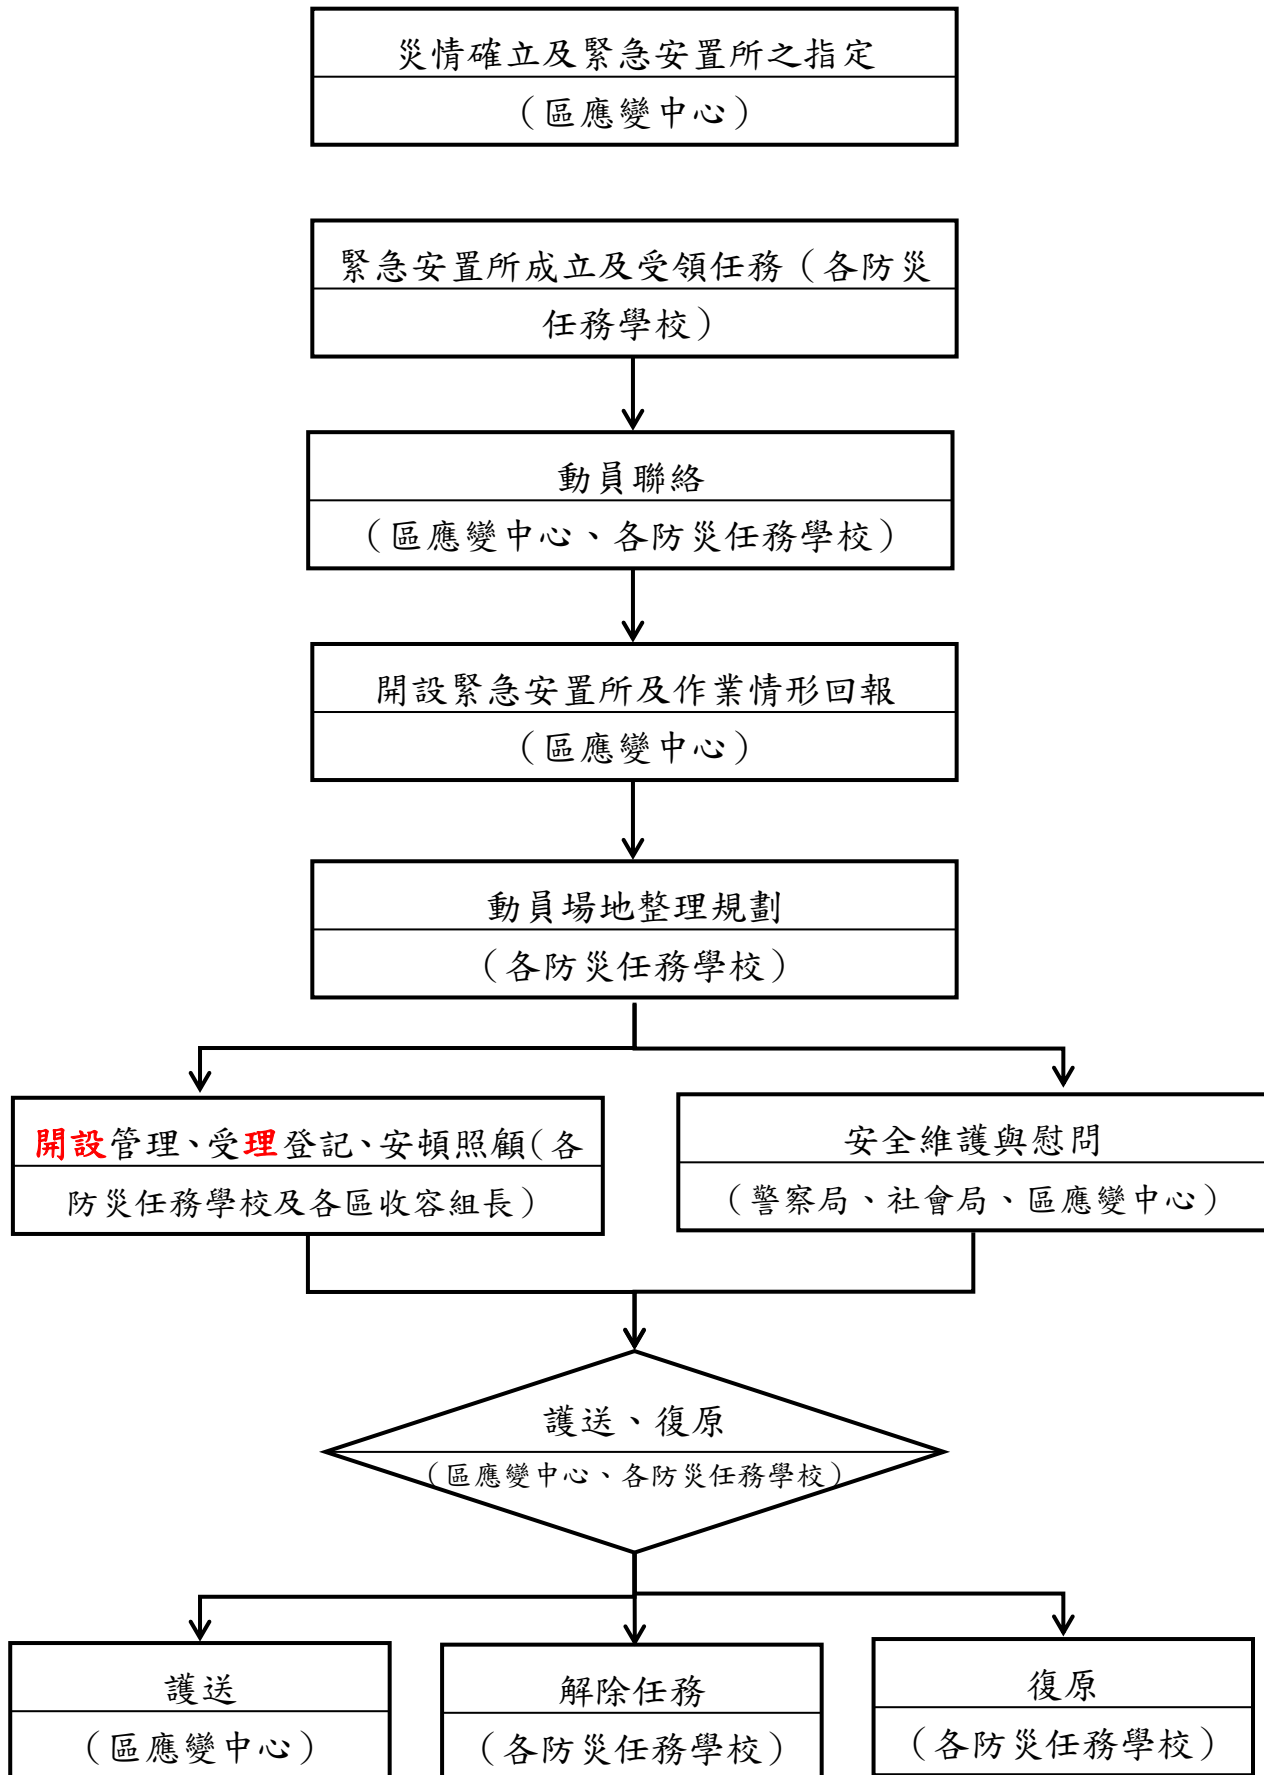 災情確立及緊急安置所之指定
（區應變中心）
緊急安置所成立及受領任務（各防災
任務學校）
動員聯絡
（區應變中心、各防災任務學校）
開設緊急安置所及作業情形回報
（區應變中心）
動員場地整理規劃
（各防災任務學校）
開設管理、受理登記、安頓照顧(各
防災任務學校及各區收容組長）
安全維護與慰問
（警察局、社會局、區應變中心）
護送、復原
（區應變中心、各防災任務學校）
護送
（區應變中心）
解除任務
（各防災任務學校）
復原
（各防災任務學校）